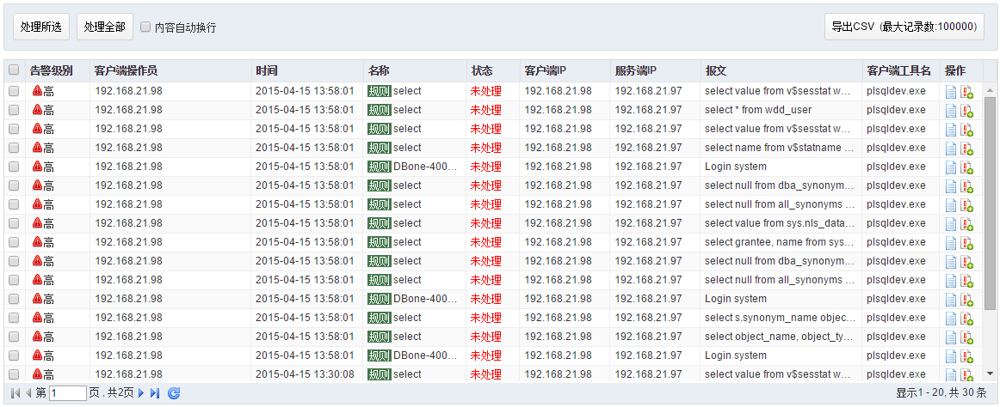 处理所选 处理全部 内容自动换行 导出CSV (最大记录数:100000)
告警级别 客户端操作员 时间 名称 状态 客户端IP 服务端IP 报文 客户端工具名 操作
高 192.168.21.98 2015-04-15 13:58:01 规则 select 未处理 192.168.21.98 192.168.21.97 select value from v$sesstat w... plsqldev.exe
高 192.168.21.98 2015-04-15 13:58:01 规则 select 未处理 192.168.21.98 192.168.21.97 select * from wdd_user plsqldev.exe
高 192.168.21.98 2015-04-15 13:58:01 规则 select 未处理 192.168.21.98 192.168.21.97 select value from v$sesstat w... plsqldev.exe
高 192.168.21.98 2015-04-15 13:58:01 规则 select 未处理 192.168.21.98 192.168.21.97 select name from v$statname ... plsqldev.exe
高 192.168.21.98 2015-04-15 13:58:01 规则 DBone-400... 未处理 192.168.21.98 192.168.21.97 Login system plsqldev.exe
高 192.168.21.98 2015-04-15 13:58:01 规则 select 未处理 192.168.21.98 192.168.21.97 select null from dba_synonym... plsqldev.exe
高 192.168.21.98 2015-04-15 13:58:01 规则 select 未处理 192.168.21.98 192.168.21.97 select null from all_synonyms ... plsqldev.exe
高 192.168.21.98 2015-04-15 13:58:01 规则 select 未处理 192.168.21.98 192.168.21.97 select value from sys.nls_data... plsqldev.exe
高 192.168.21.98 2015-04-15 13:58:01 规则 select 未处理 192.168.21.98 192.168.21.97 select grantee, name from sys... plsqldev.exe
高 192.168.21.98 2015-04-15 13:58:01 规则 select 未处理 192.168.21.98 192.168.21.97 select null from dba_synonym... plsqldev.exe
高 192.168.21.98 2015-04-15 13:58:01 规则 select 未处理 192.168.21.98 192.168.21.97 select null from all_synonyms ... plsqldev.exe
高 192.168.21.98 2015-04-15 13:58:01 规则 DBone-400... 未处理 192.168.21.98 192.168.21.97 Login system plsqldev.exe
高 192.168.21.98 2015-04-15 13:58:01 规则 select 未处理 192.168.21.98 192.168.21.97 select s.synonym_name objec... plsqldev.exe
高 192.168.21.98 2015-04-15 13:58:01 规则 select 未处理 192.168.21.98 192.168.21.97 select object_name, object_ty... plsqldev.exe
高 192.168.21.98 2015-04-15 13:58:01 规则 DBone-400... 未处理 192.168.21.98 192.168.21.97 Login system plsqldev.exe
高 192.168.21.98 2015-04-15 13:30:08 规则 select 未处理 192.168.21.98 192.168.21.97 select value from v$sesstat w... plsqldev.exe
第 1 页 , 共2页 显示1 - 20, 共 30 条